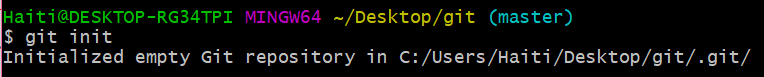 Haiti@DESKTOP-RG34TPI MINGW64 ~/Desktop/git (master)
$ git init
Initialized empty Git repository in C:/Users/Haiti/Desktop/git/.git/